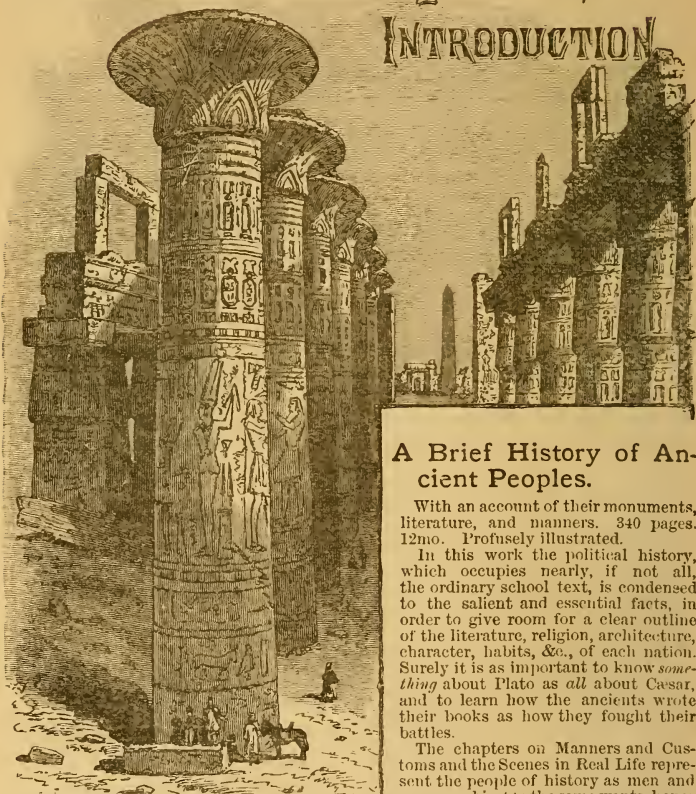 INTRODUCTION
A Brief History of An-
cient Peoples.
With an account of their monuments,
literature, and manners. 340 pages.
12mo. Profusely illustrated.
In this work the political history,
which occupies nearly, if not all,
the ordinary school text, is condensed
to the salient and essential facts, in
order to give room for a clear outline
of the literature, religion, architecture,
character, habits, &c., of each nation.
Surely it is as important to know some-
thing about Plato as all about Cæsar,
and to learn how the ancients wrote
their books as how they fought their
battles.
The chapters on Manners and Cus-
toms and the Scenes in Real Life repre-
sent the people of history as men and